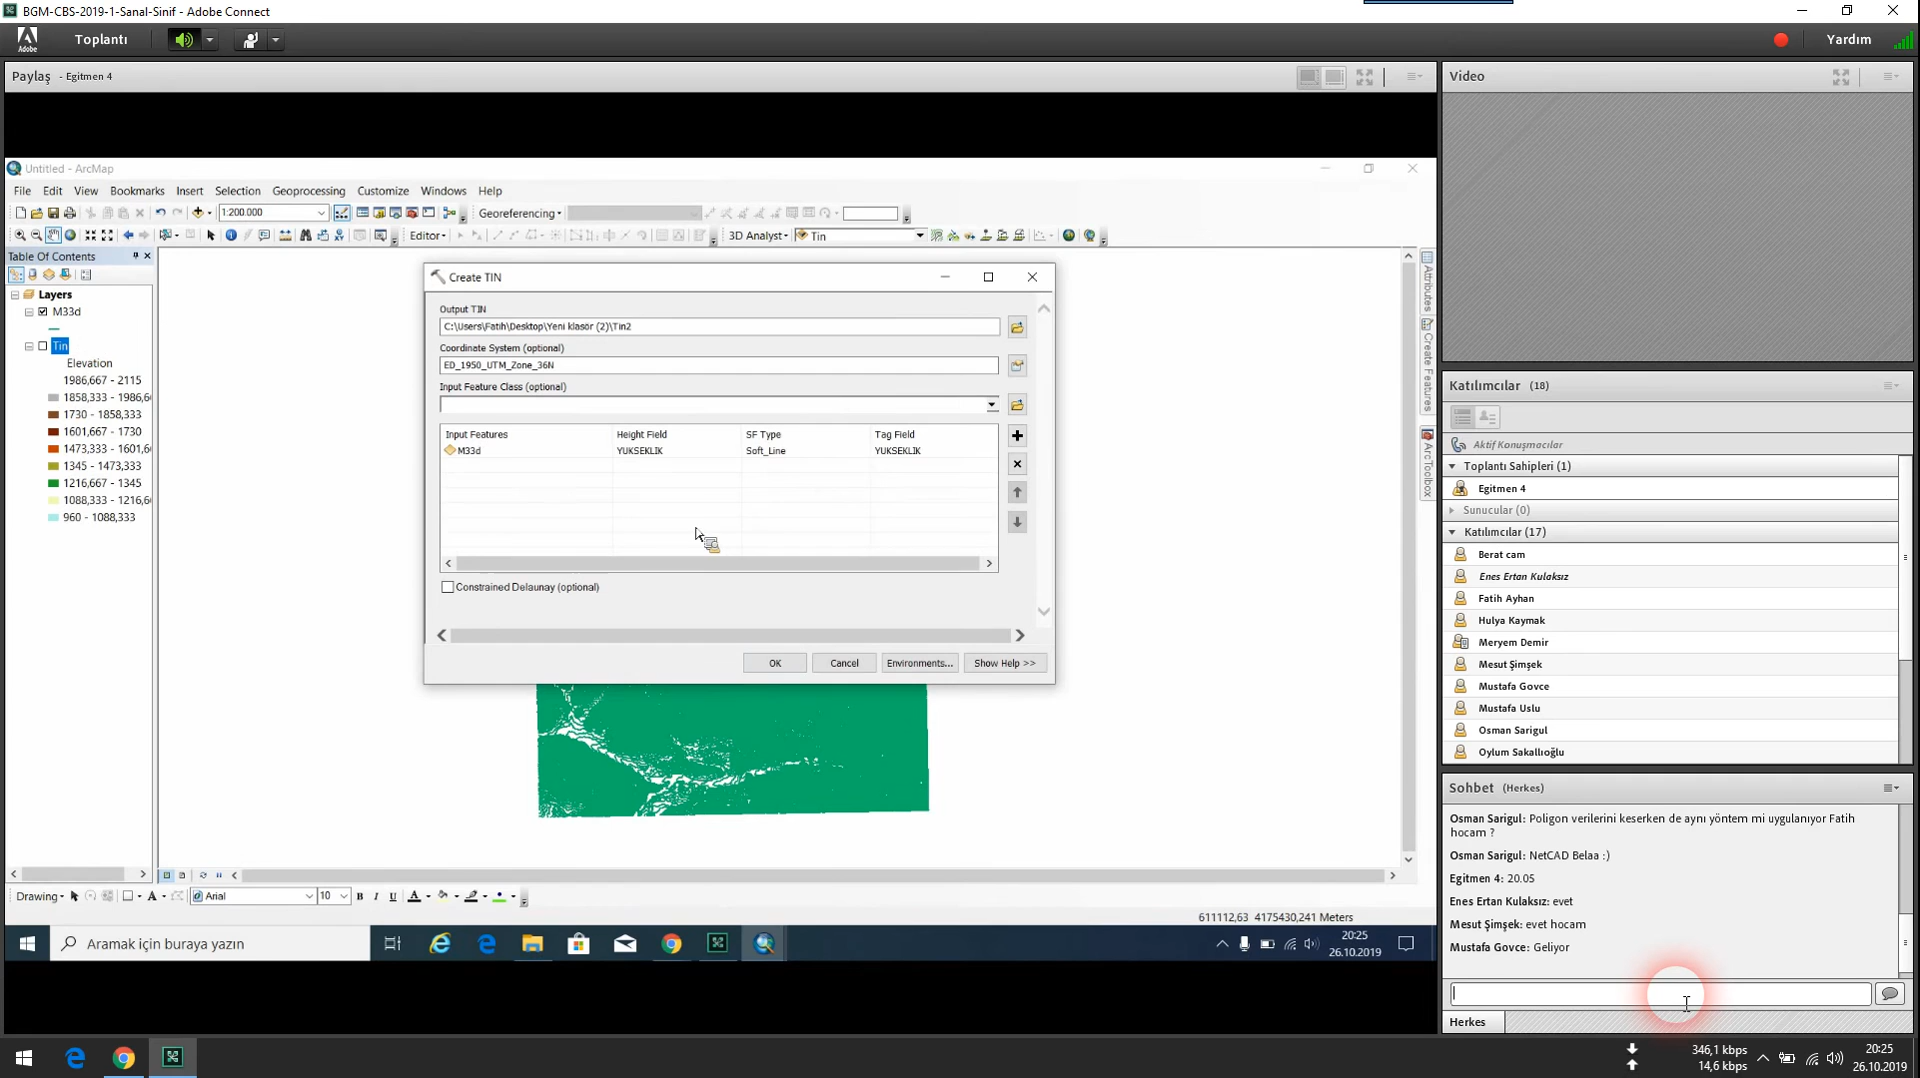 BGM-CBS-2019-1-Sanal-Sinif - Adobe Connect
Adobe
Toplantı
Yardım
Paylaş - Egitmen 4
Untitled - ArcMap
File Edit View Bookmarks Insert Selection Geoprocessing Customize Windows Help
1:200.000
Georeferencing
Editor
3D Analyst
Tin
Table Of Contents
Layers
M33d
Tin
Elevation
1986,667 - 2115
1858,333 - 1986,6
1730 - 1858,333
1601,667 - 1730
1473,333 - 1601,
1345 - 1473,333
1216,667 - 1345
1088,333 - 1216,6
960 - 1088,333
Create TIN
Output TIN
C:\Users\Fatih\Desktop\Yeni klasör (2)\Tin2
Coordinate System (optional)
ED_1950_UTM_Zone_36N
Input Feature Class (optional)
Input Features Height Field SF Type Tag Field
M33d YUKSEKLIK Soft_Line YUKSEKLIK
Constrained Delaunay (optional)
OK Cancel Environments... Show Help >>
Attributes
Create Features
ArcToolbox
Drawing
Arial
10
B I U A
611112,63 4175430,241 Meters
Aramak için buraya yazın
20:25
26.10.2019
Video
Katılımcılar (18)
Aktif Konuşmacılar
Toplantı Sahipleri (1)
Egitmen 4
Sunucular (0)
Katılımcılar (17)
Berat cam
Enes Ertan Kulaksız
Fatih Ayhan
Hulya Kaymak
Meryem Demir
Mesut Şimşek
Mustafa Govce
Mustafa Uslu
Osman Sarigul
Oylum Sakallıoğlu
Sohbet (Herkes)
Osman Sarigul: Poligon verilerini keserken de aynı yöntem mi uygulanıyor Fatih
hocam ?
Osman Sarigul: NetCAD Belaa :)
Egitmen 4: 20.05
Enes Ertan Kulaksız: evet
Mesut Şimşek: evet hocam
Mustafa Govce: Geliyor
Herkes
346,1 kbps
14,6 kbps
20:25
26.10.2019